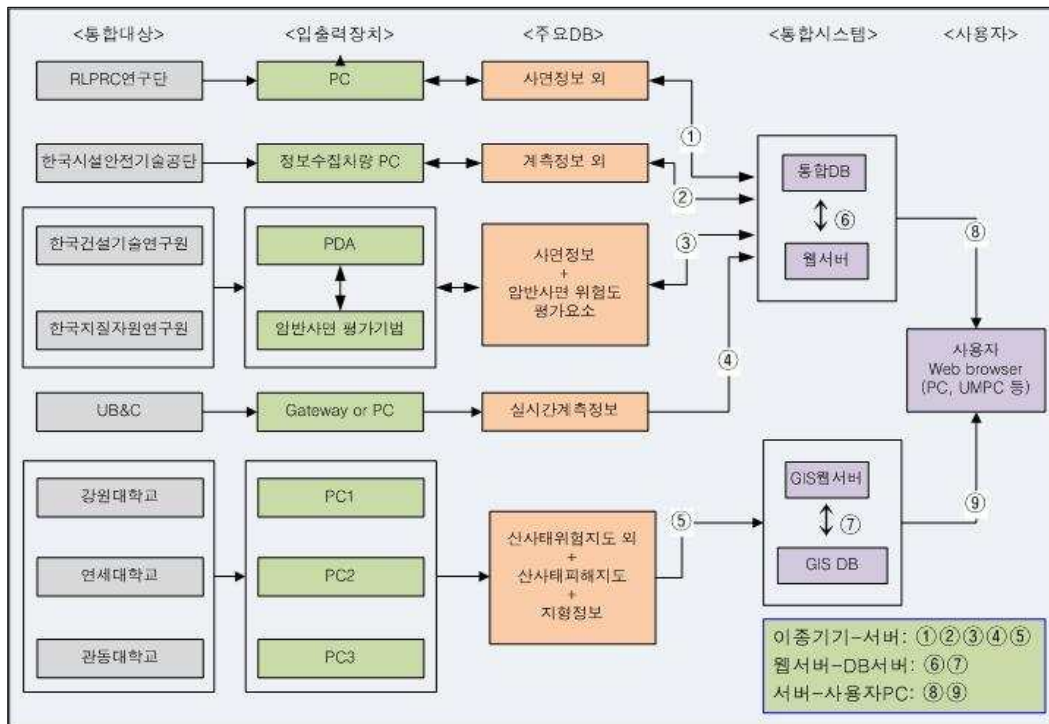 <통합대상> <입출력장치> <주요DB> <통합시스템> <사용자>
RLPRC연구단 PC 사면정보 외
①
한국시설안전기술공단 정보수집차량 PC 계측정보 외 통합DB
②
⑥
③ ⑧
한국건설기술연구원 PDA 사면정보 웹서버
+
암반사면 위험도
평가요소
한국지질자원연구원 암반사면 평가기법
④
사용자
Web browser
(PC, UMPC 등)
UB&C Gateway or PC 실시간계측정보
강원대학교 PC1 GIS웹서버
⑤ ⑨
⑦
산사태위험지도 외
+
산사태피해지도
+
지형정보
연세대학교 PC2 GIS DB
관동대학교 PC3
이종기기-서버: ①②③④⑤
웹서버-DB서버: ⑥⑦
서버-사용자PC: ⑧⑨